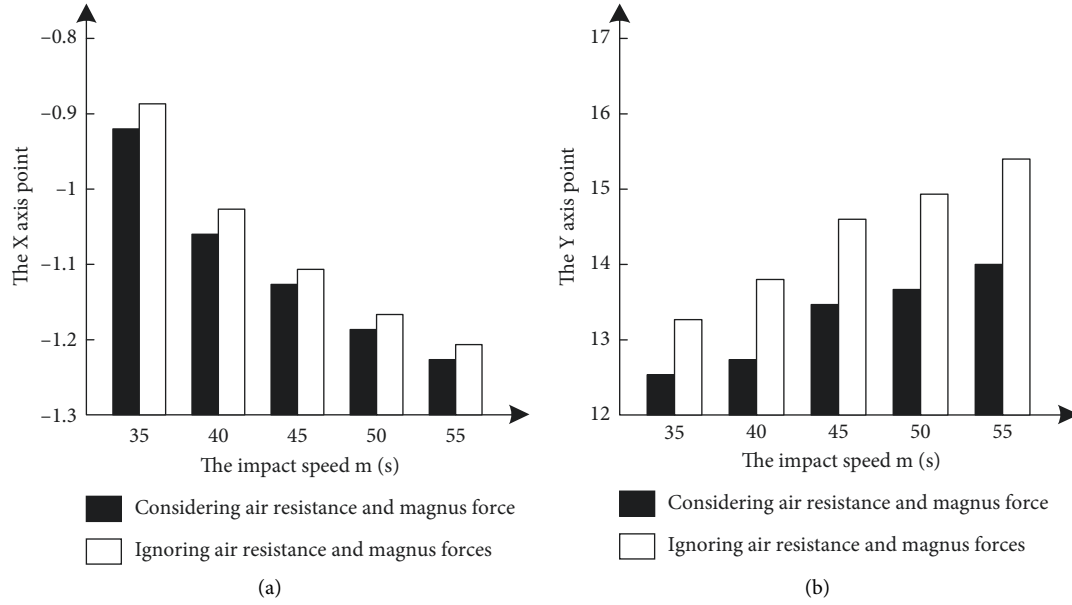 The X axis point
–0.8
–0.9
–1
–1.1
–1.2
–1.3
35 40 45 50 55
The impact speed m (s)
Considering air resistance and magnus force
Ignoring air resistance and magnus forces
(a)
The Y axis point
17
16
15
14
13
12
35 40 45 50 55
The impact speed m (s)
Considering air resistance and magnus force
Ignoring air resistance and magnus forces
(b)